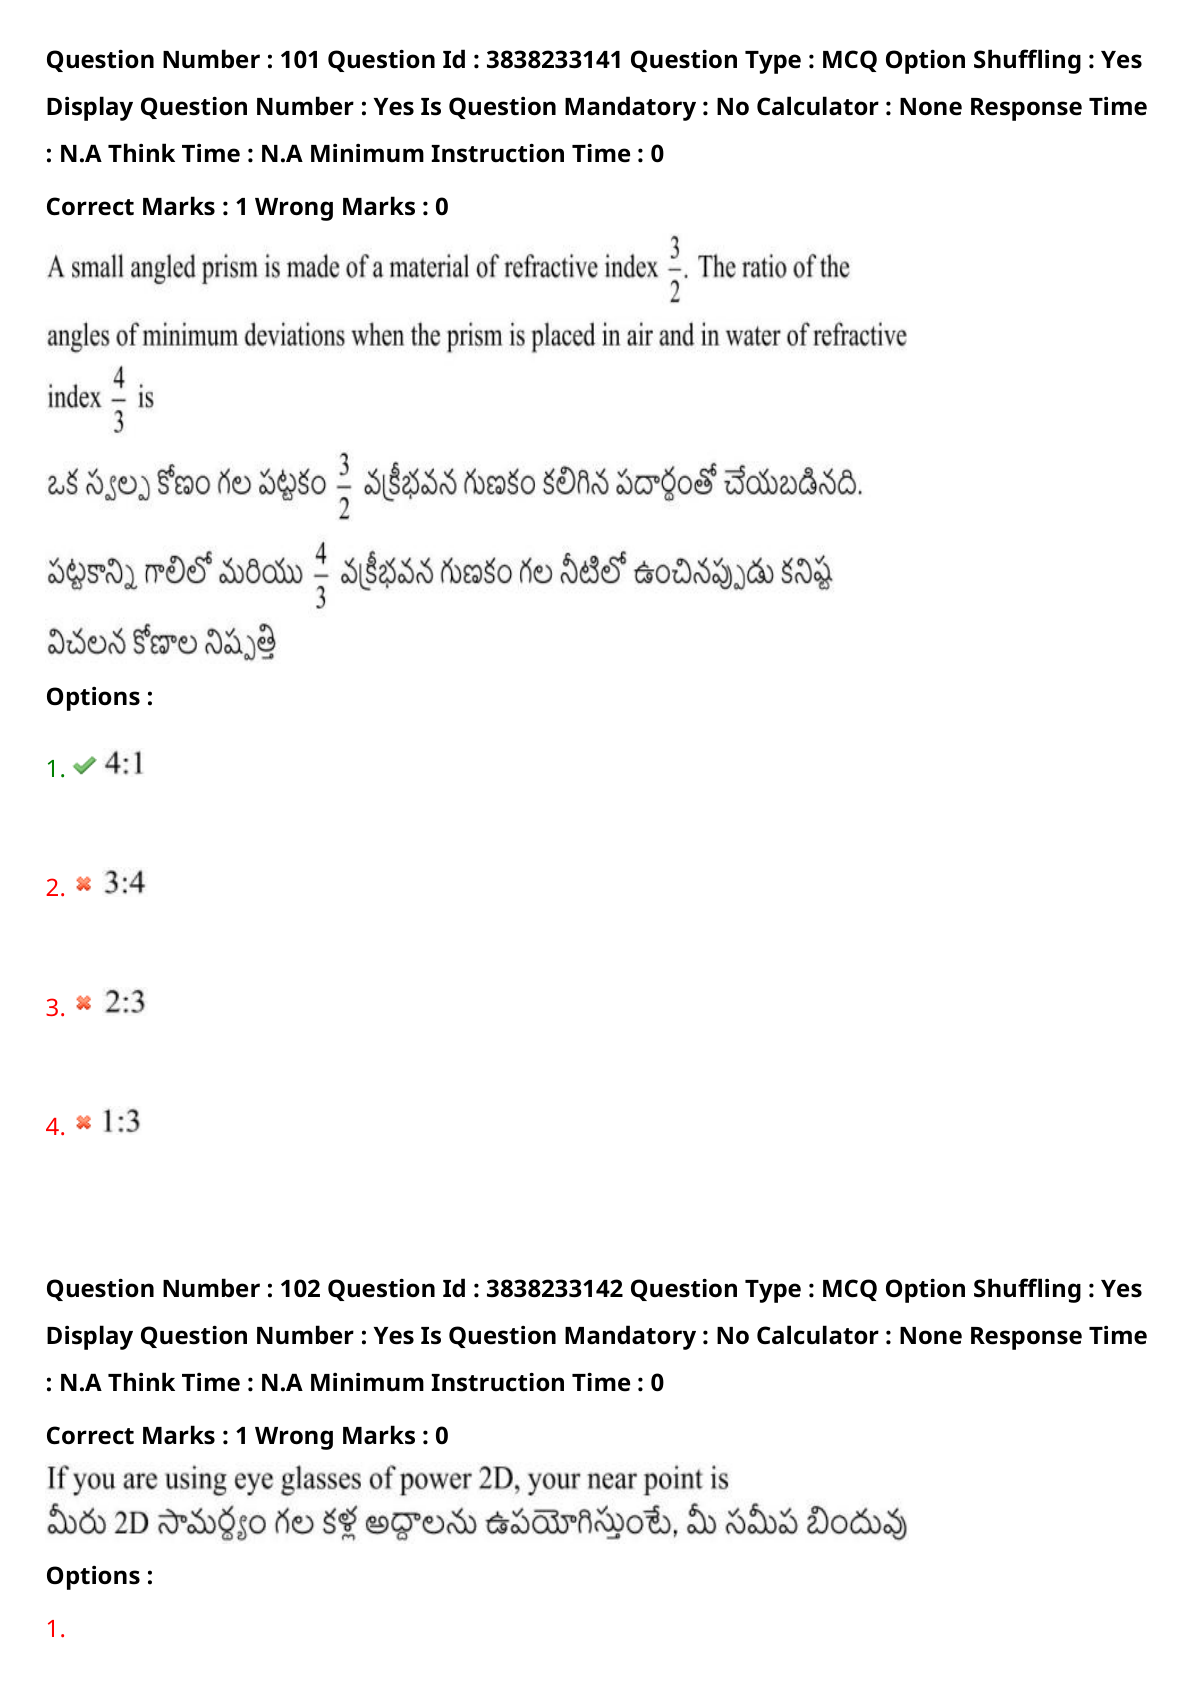 Question Number : 101 Question Id : 3838233141 Question Type : MCQ Option Shuffling : Yes
Display Question Number : Yes Is Question Mandatory : No Calculator : None Response Time
: N.A Think Time : N.A Minimum Instruction Time : 0
Correct Marks : 1 Wrong Marks : 0
A small angled prism is made of a material of refractive index 3/2. The ratio of the
angles of minimum deviations when the prism is placed in air and in water of refractive
index 4/3 is
ఒక స్వల్ప కోణం గల పట్టకం 3/2 వక్రీభవన గుణకం కలిగిన పదార్థంతో చేయబడినది.
పట్టకాన్ని గాలిలో మరియు 4/3 వక్రీభవన గుణకం గల నీటిలో ఉంచినప్పుడు కనిష్ట
విచలన కోణాల నిష్పత్తి
Options :
1. 4:1
2. 3:4
3. 2:3
4. 1:3
Question Number : 102 Question Id : 3838233142 Question Type : MCQ Option Shuffling : Yes
Display Question Number : Yes Is Question Mandatory : No Calculator : None Response Time
: N.A Think Time : N.A Minimum Instruction Time : 0
Correct Marks : 1 Wrong Marks : 0
If you are using eye glasses of power 2D, your near point is
మీరు 2D సామర్థ్యం గల కళ్ల అద్దాలను ఉపయోగిస్తుంటే, మీ సమీప బిందువు
Options :
1.